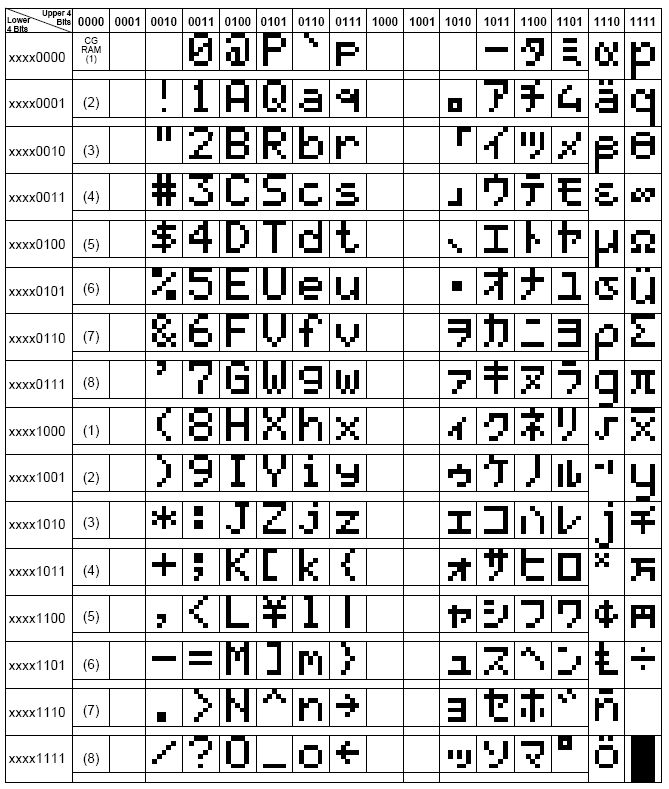 Upper 4 Bits Lower 4 Bits 0000 0001 0010 0011 0100 0101 0110 0111 1000 1001 1010 1011 1100 1101 1110 1111
xxxx0000 CG RAM (1) 0 @ P ` p ー タ ミ α p
xxxx0001 (2) ! 1 A Q a q 。 ア チ ム ä q
xxxx0010 (3) " 2 B R b r 「 イ ツ メ β θ
xxxx0011 (4) # 3 C S c s 」 ウ テ モ ε ∞
xxxx0100 (5) $ 4 D T d t 、 エ ト ヤ μ Ω
xxxx0101 (6) % 5 E U e u ・ オ ナ ユ σ ü
xxxx0110 (7) & 6 F V f v ヲ カ ニ ヨ ρ Σ
xxxx0111 (8) ' 7 G W g w ァ キ ヌ ラ g π
xxxx1000 (1) ( 8 H X h x ィ ク ネ リ √ x̄
xxxx1001 (2) ) 9 I Y i y ゥ ケ ノ ル ⁻¹ y
xxxx1010 (3) * : J Z j z ェ コ ハ レ j 千
xxxx1011 (4) + ; K [ k { ォ サ ヒ ロ ˣ 万
xxxx1100 (5) , < L ¥ l | ャ シ フ ワ ¢ 円
xxxx1101 (6) - = M ] m } ュ ス ヘ ン £ ÷
xxxx1110 (7) . > N ^ n → ョ セ ホ ゛ ñ
xxxx1111 (8) / ? O _ o ← ッ ソ マ ゜ ö █